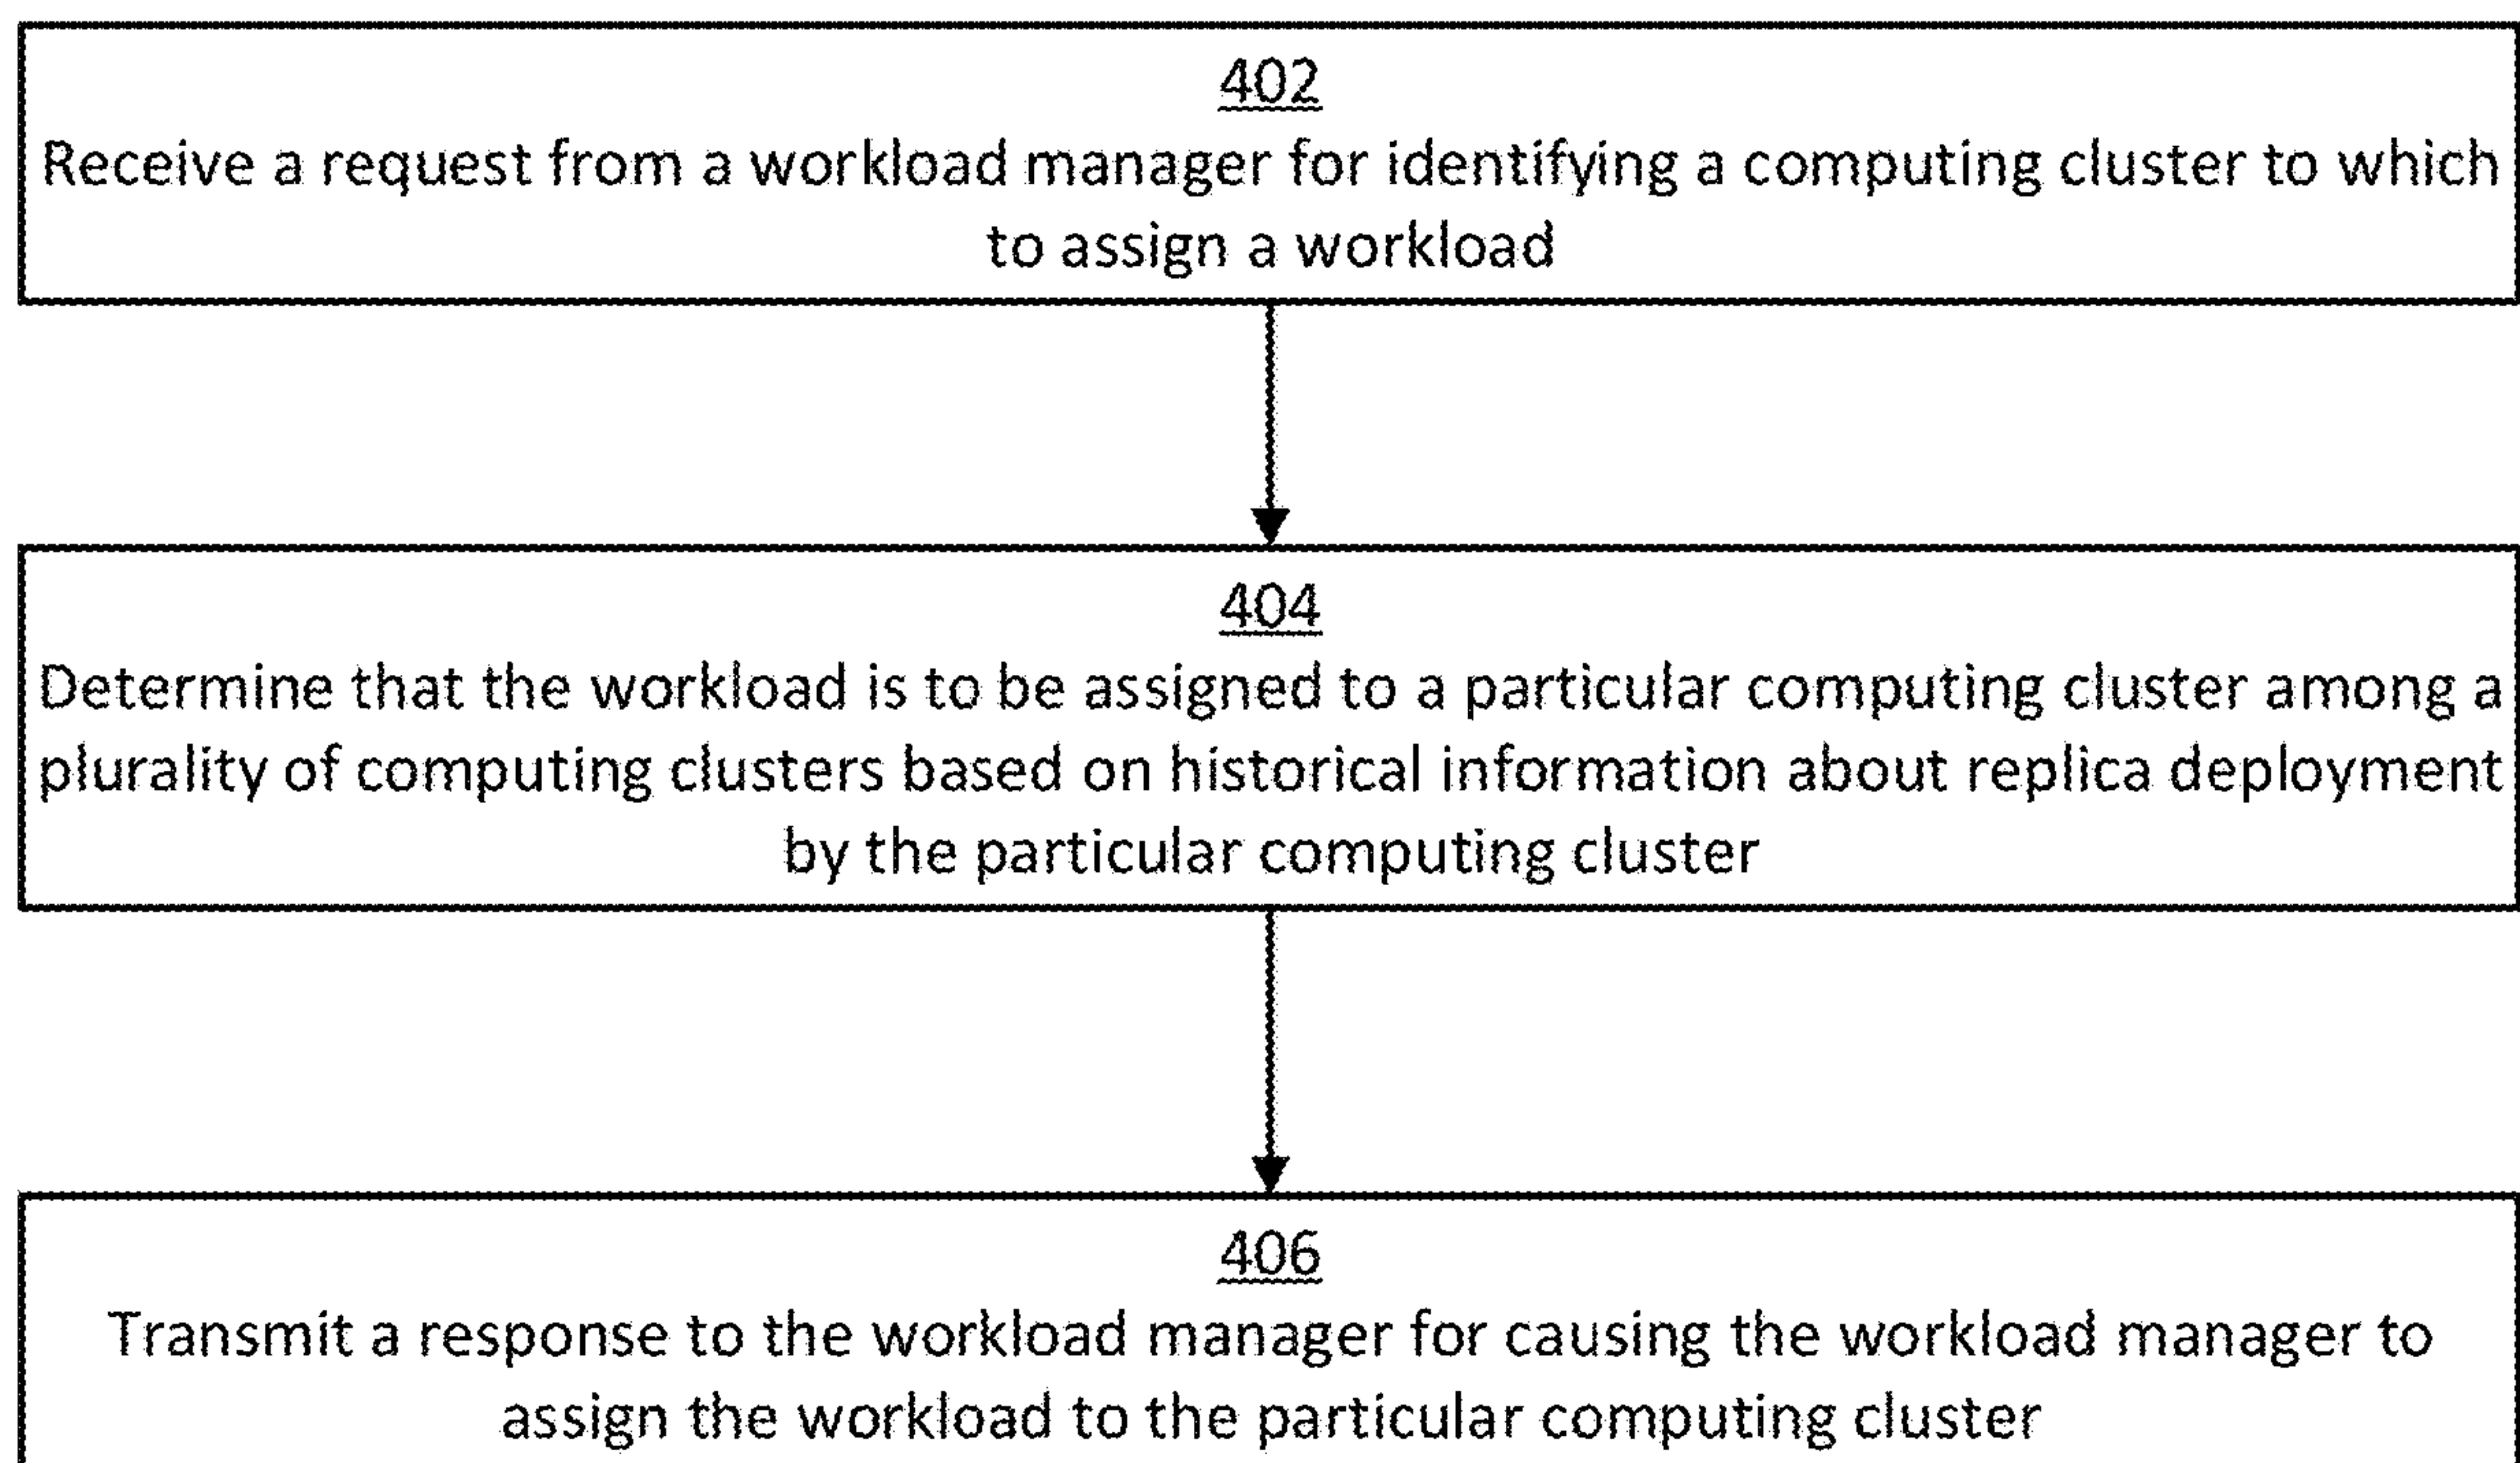 402
Receive a request from a workload manager for identifying a computing cluster to which
to assign a workload
404
Determine that the workload is to be assigned to a particular computing cluster among a
plurality of computing clusters based on historical information about replica deployment
by the particular computing cluster
406
Transmit a response to the workload manager for causing the workload manager to
assign the workload to the particular computing cluster